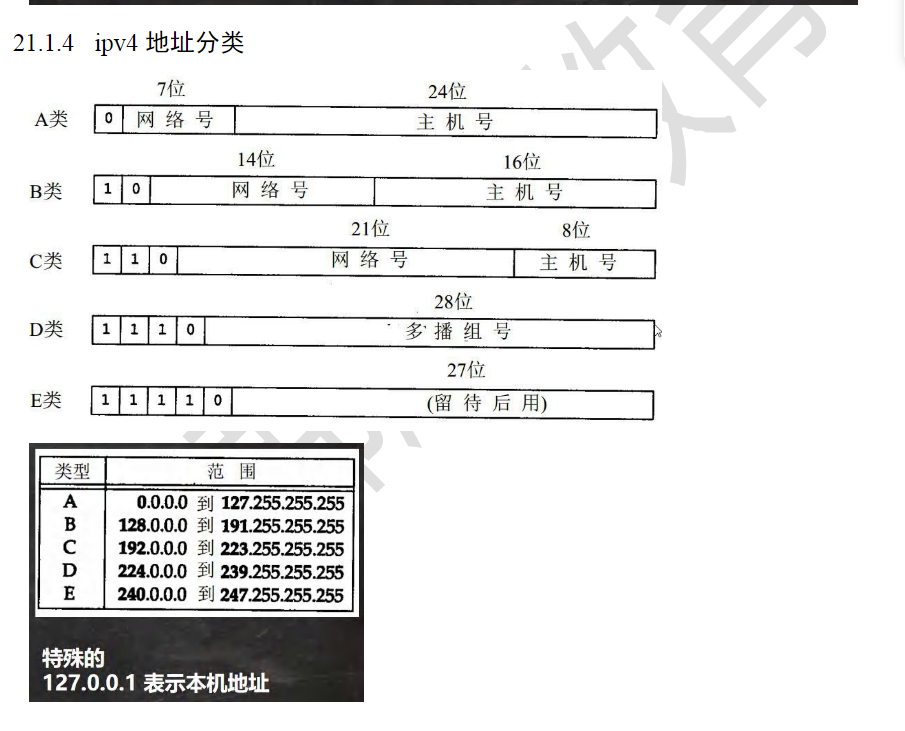 21.1.4 ipv4 地址分类
7位 24位
A类 0 网络号 主机号
14位 16位
B类 1 0 网络号 主机号
21位 8位
C类 1 1 0 网络号 主机号
28位
D类 1 1 1 0 多播组号
27位
E类 1 1 1 1 0 (留待后用)
类型 范围
A 0.0.0.0 到 127.255.255.255
B 128.0.0.0 到 191.255.255.255
C 192.0.0.0 到 223.255.255.255
D 224.0.0.0 到 239.255.255.255
E 240.0.0.0 到 247.255.255.255
特殊的
127.0.0.1 表示本机地址